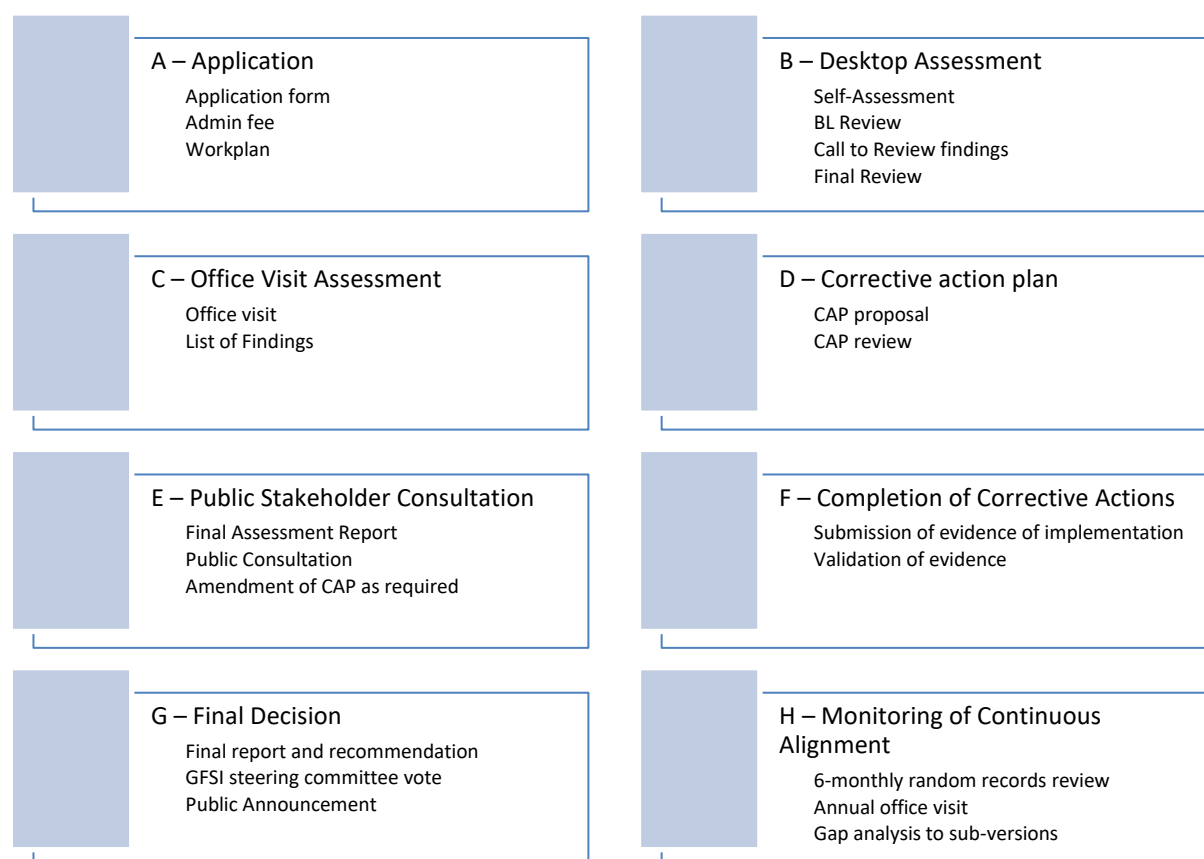 A – Application
Application form
Admin fee
Workplan
B – Desktop Assessment
Self-Assessment
BL Review
Call to Review findings
Final Review
C – Office Visit Assessment
Office visit
List of Findings
D – Corrective action plan
CAP proposal
CAP review
E – Public Stakeholder Consultation
Final Assessment Report
Public Consultation
Amendment of CAP as required
F – Completion of Corrective Actions
Submission of evidence of implementation
Validation of evidence
G – Final Decision
Final report and recommendation
GFSI steering committee vote
Public Announcement
H – Monitoring of Continuous
Alignment
6-monthly random records review
Annual office visit
Gap analysis to sub-versions